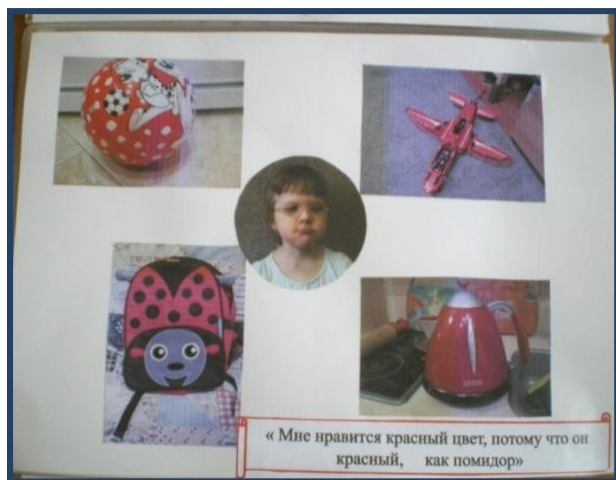 « Мне нравится красный цвет, потому что он
красный, как помидор»